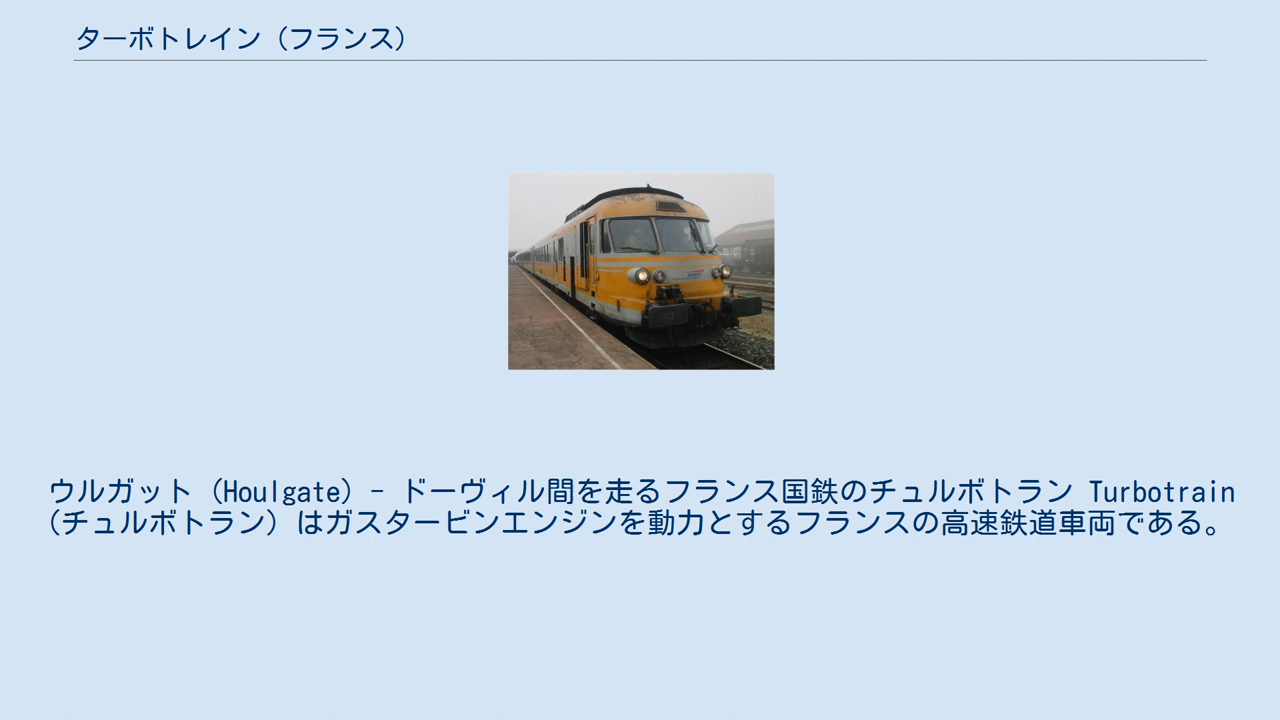 ターボトレイン（フランス）
ウルガット（Houlgate）- ドーヴィル間を走るフランス国鉄のチュルボトラン Turbotrain
（チュルボトラン）はガスタービンエンジンを動力とするフランスの高速鉄道車両である。